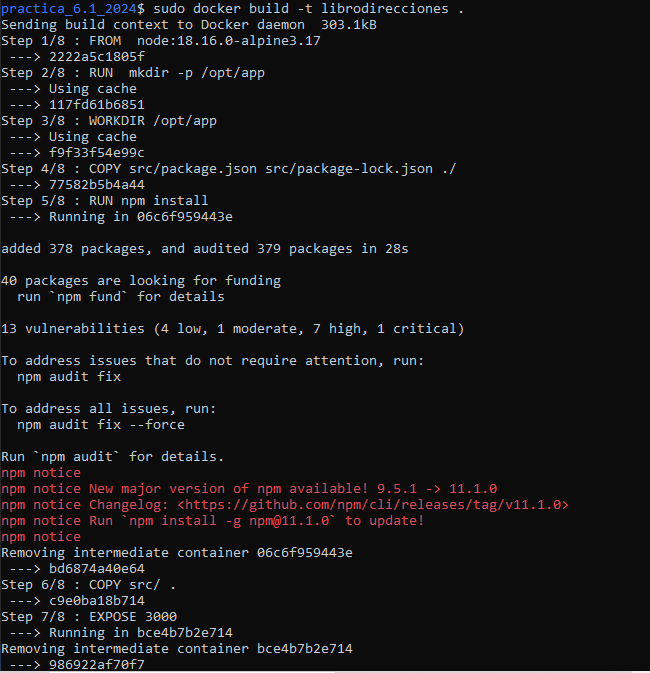 practica_6.1_2024$ sudo docker build -t librodirecciones .
Sending build context to Docker daemon  303.1kB
Step 1/8 : FROM  node:18.16.0-alpine3.17
 ---> 2222a5c1805f
Step 2/8 : RUN  mkdir -p /opt/app
 ---> Using cache
 ---> 117fd61b6851
Step 3/8 : WORKDIR /opt/app
 ---> Using cache
 ---> f9f33f54e99c
Step 4/8 : COPY src/package.json src/package-lock.json ./
 ---> 77582b5b4a44
Step 5/8 : RUN npm install
 ---> Running in 06c6f959443e
added 378 packages, and audited 379 packages in 28s
40 packages are looking for funding
  run `npm fund` for details
13 vulnerabilities (4 low, 1 moderate, 7 high, 1 critical)
To address issues that do not require attention, run:
  npm audit fix
To address all issues, run:
  npm audit fix --force
Run `npm audit` for details.
npm notice
npm notice New major version of npm available! 9.5.1 -> 11.1.0
npm notice Changelog: <https://github.com/npm/cli/releases/tag/v11.1.0>
npm notice Run `npm install -g npm@11.1.0` to update!
npm notice
Removing intermediate container 06c6f959443e
 ---> bd6874a40e64
Step 6/8 : COPY src/ .
 ---> c9e0ba18b714
Step 7/8 : EXPOSE 3000
 ---> Running in bce4b7b2e714
Removing intermediate container bce4b7b2e714
 ---> 986922af70f7